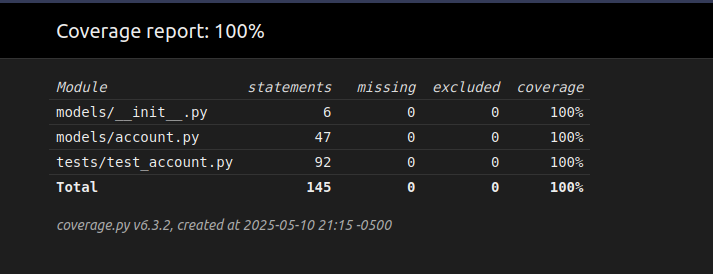 Coverage report: 100%
Module statements missing excluded coverage
models/__init__.py 6 0 0 100%
models/account.py 47 0 0 100%
tests/test_account.py 92 0 0 100%
Total 145 0 0 100%
coverage.py v6.3.2, created at 2025-05-10 21:15 -0500